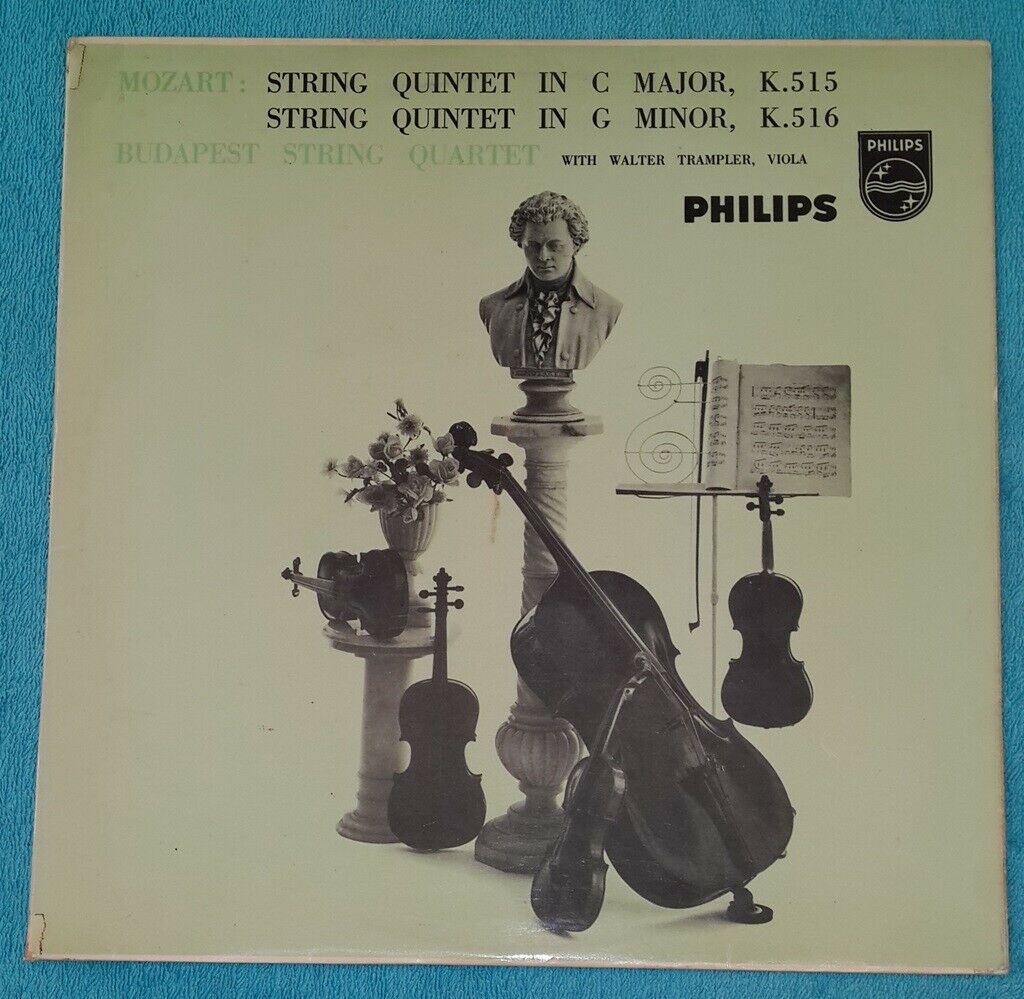 MOZART: STRING QUINTET IN C MAJOR, K.515
STRING QUINTET IN G MINOR, K.516
BUDAPEST STRING QUARTET WITH WALTER TRAMPLER, VIOLA
PHILIPS
PHILIPS